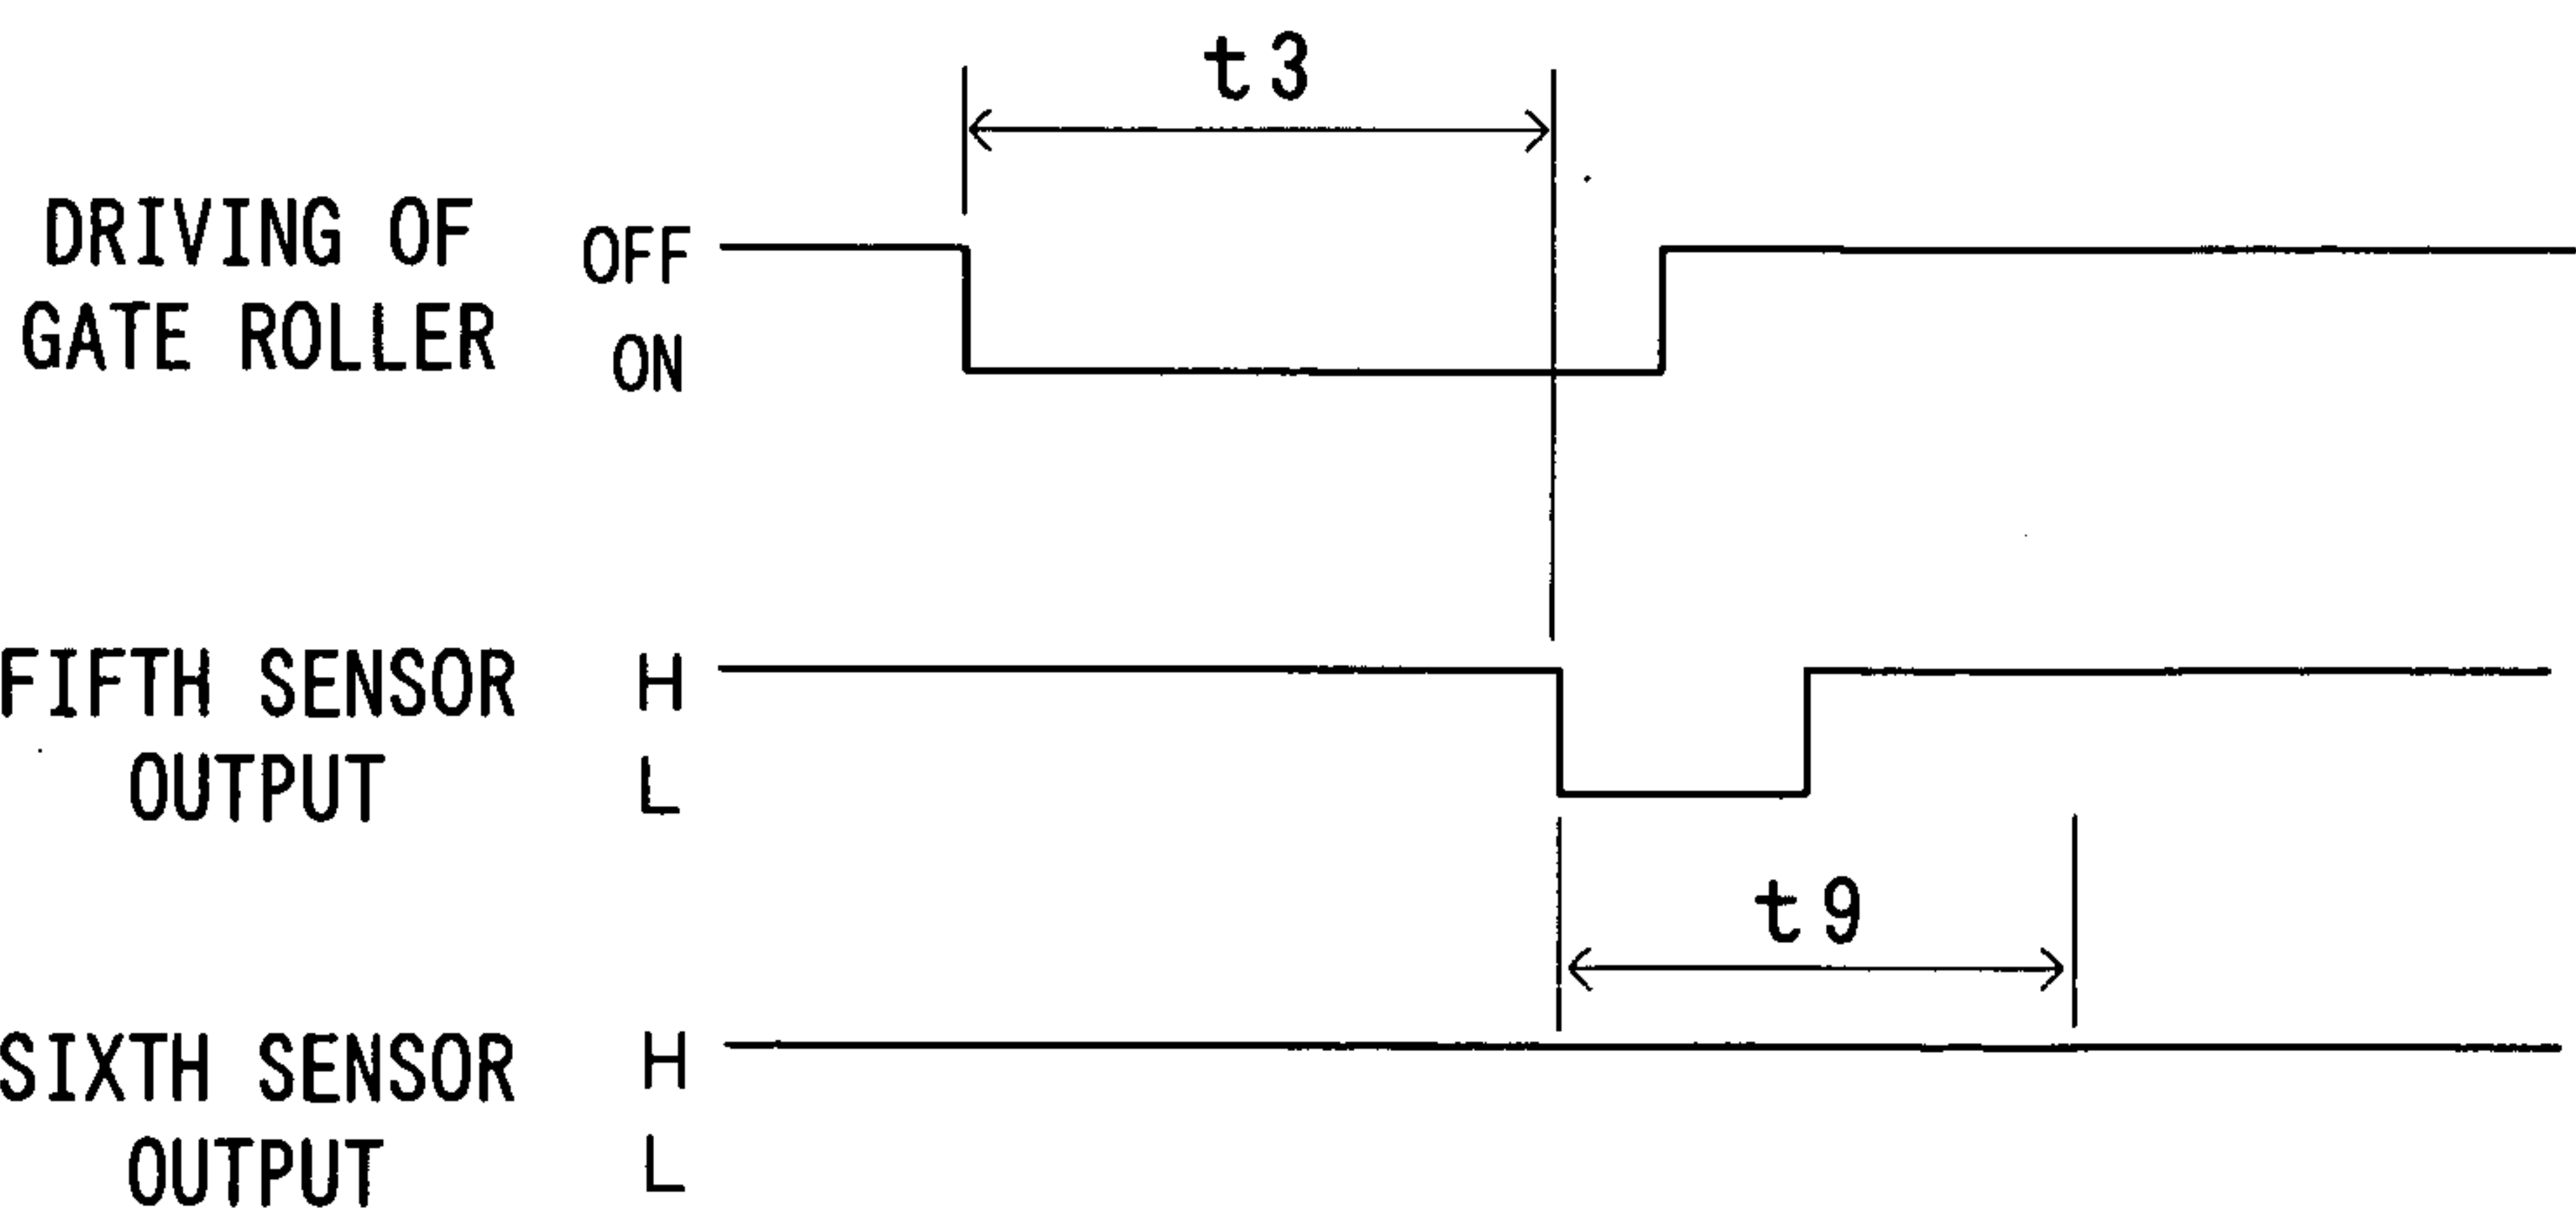 t3
DRIVING OF
GATE ROLLER
OFF
ON
FIFTH SENSOR
OUTPUT
H
L
t9
SIXTH SENSOR
OUTPUT
H
L